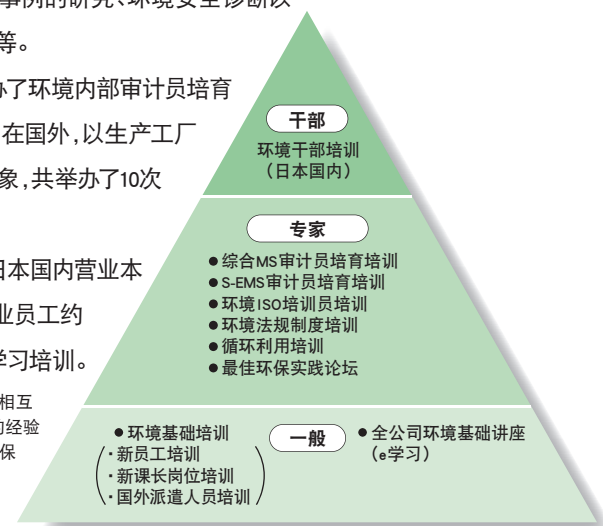 事例的研究、环境安全诊断以
等。
办了环境内部审计员培育
在国外，以生产工厂
象，共举办了10次
日本国内营业本
业员工约
学习培训。
相互
的经验
保
干部
环境干部培训
（日本国内）
专家
●综合MS审计员培育培训
●S-EMS审计员培育培训
●环境ISO培训员培训
●环境法规制度培训
●循环利用培训
●最佳环保实践论坛
一般
●环境基础培训
·新员工培训
·新课长岗位培训
·国外派遣人员培训
●全公司环境基础讲座
（e学习）